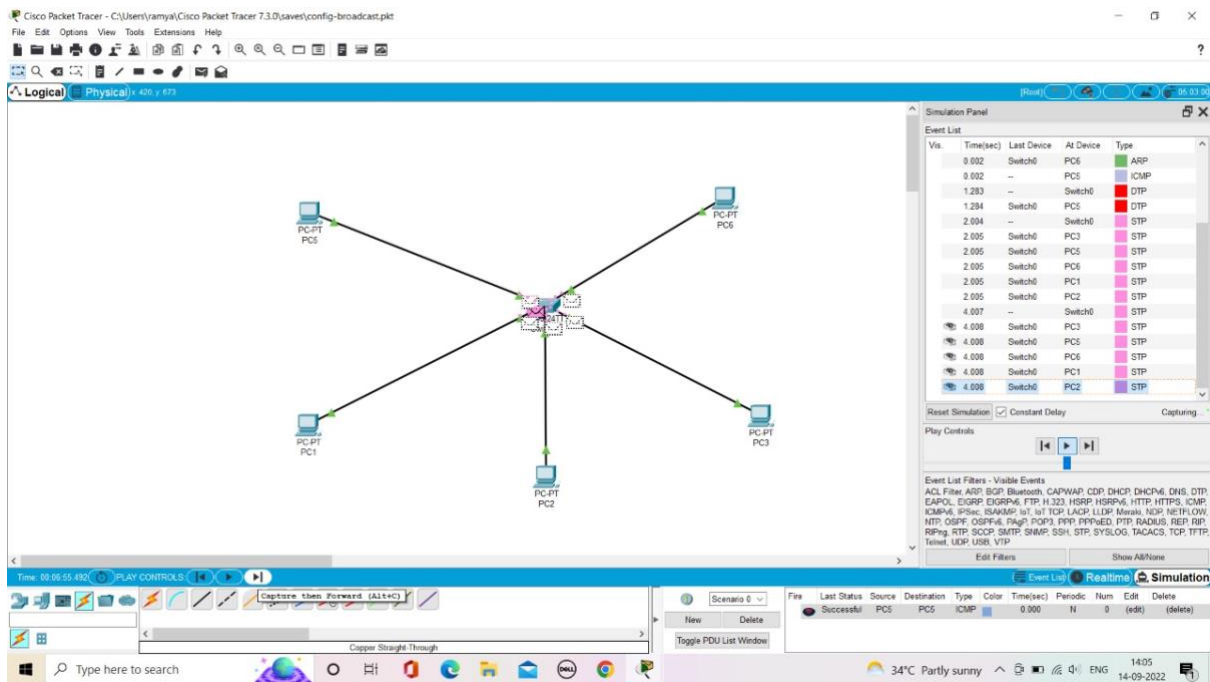 Cisco Packet Tracer - C:\Users\ramya\Cisco Packet Tracer 7.3.0\saves\config-broadcast.pkt
File Edit Options View Tools Extensions Help
?
Logical Physical x: 420, y: 673 [Root] 05:03:00
Simulation Panel
Event List
Vis. Time(sec) Last Device At Device Type
0.002 Switch0 PC6 ARP
0.002 -- PC5 ICMP
1.283 -- Switch0 DTP
1.284 Switch0 PC5 DTP
2.004 -- Switch0 STP
2.005 Switch0 PC3 STP
2.005 Switch0 PC5 STP
2.005 Switch0 PC6 STP
2.005 Switch0 PC1 STP
2.005 Switch0 PC2 STP
4.007 -- Switch0 STP
4.008 Switch0 PC3 STP
4.008 Switch0 PC5 STP
4.008 Switch0 PC6 STP
4.008 Switch0 PC1 STP
4.008 Switch0 PC2 STP
Reset Simulation Constant Delay Capturing...
Play Controls
Event List Filters - Visible Events
ACL Filter, ARP, BGP, Bluetooth, CAPWAP, CDP, DHCP, DHCPv6, DNS, DTP,
EAPOL, EIGRP, EIGRPv6, FTP, H.323, HSRP, HSRPv6, HTTP, HTTPS, ICMP,
ICMPv6, IPSec, ISAKMP, IoT, IoT TCP, LACP, LLDP, Meraki, NDP, NETFLOW,
NTP, OSPF, OSPFv6, PAgP, POP3, PPP, PPPoED, PTP, RADIUS, REP, RIP,
RIPng, RTP, SCCP, SMTP, SNMP, SSH, STP, SYSLOG, TACACS, TCP, TFTP,
Telnet, UDP, USB, VTP
Edit Filters Show All/None
PC-PT
PC5
PC-PT
PC6
PC-PT
PC1
PC-PT
PC3
PC-PT
PC2
Time: 00:06:55.492 PLAY CONTROLS: Event List Realtime Simulation
Capture then Forward (Alt+C)
Copper Straight-Through
Scenario 0
New Delete
Toggle PDU List Window
Fire Last Status Source Destination Type Color Time(sec) Periodic Num Edit Delete
Successful PC5 PC5 ICMP 0.000 N 0 (edit) (delete)
Type here to search
DELL
34°C Partly sunny ENG
14:05
14-09-2022